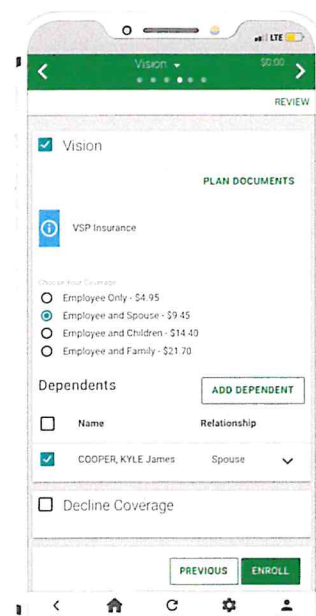 LTE
Vision $0.00
REVIEW
Vision
PLAN DOCUMENTS
VSP Insurance
Choose Your Coverage
Employee Only - $4.95
Employee and Spouse - $9.45
Employee and Children - $14.40
Employee and Family - $21.70
Dependents ADD DEPENDENT
Name Relationship
COOPER, KYLE James Spouse
Decline Coverage
PREVIOUS ENROLL